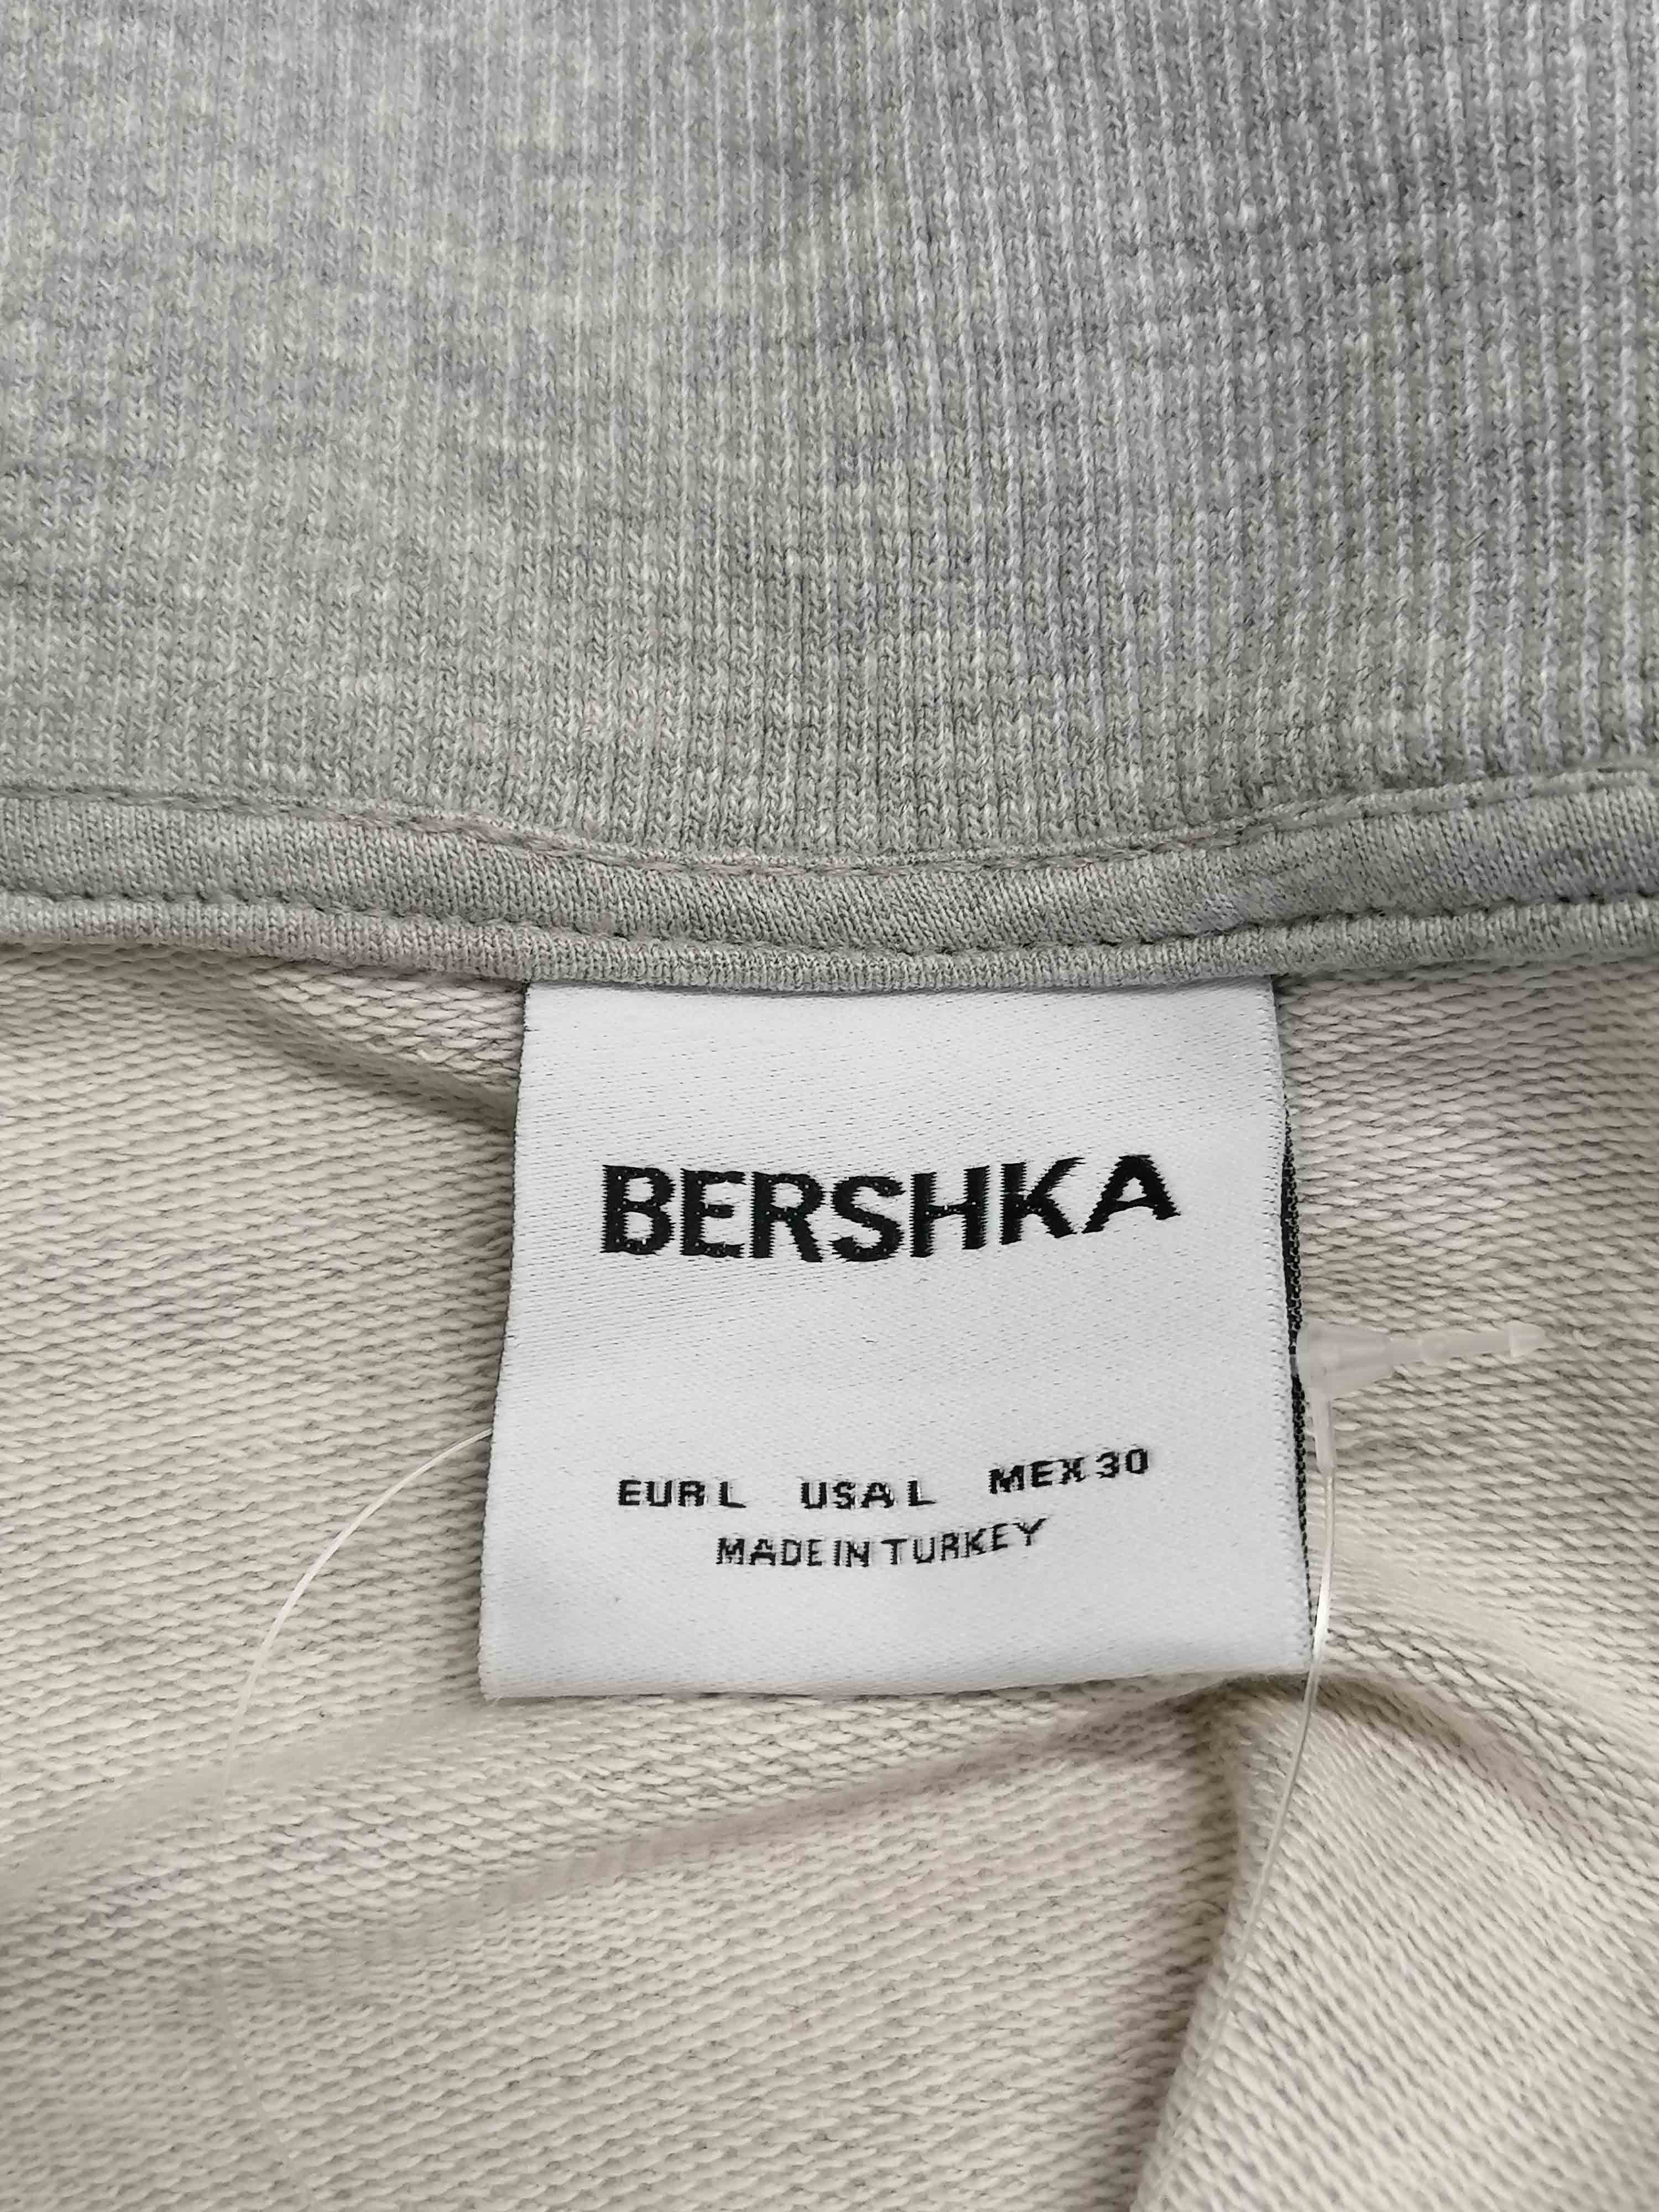 BERSHKA
EUR L USA L MEX 30
MADE IN TURKEY